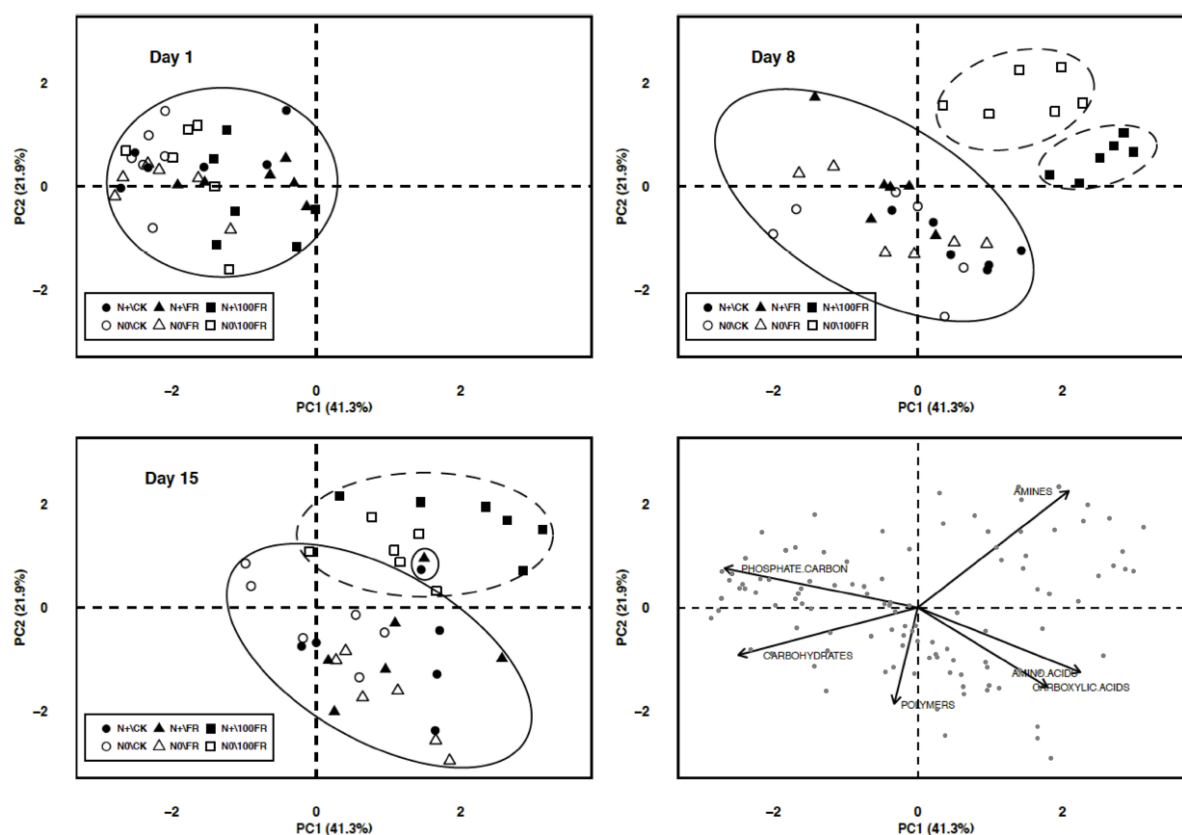 Day 1
PC2 (21.9%)
2
0
−2
N+\CK N+\FR N+\100FR
N0\CK N0\FR N0\100FR
−2 0 2
PC1 (41.3%)
Day 8
PC2 (21.9%)
2
0
−2
N+\CK N+\FR N+\100FR
N0\CK N0\FR N0\100FR
−2 0 2
PC1 (41.3%)
Day 15
PC2 (21.9%)
2
0
−2
N+\CK N+\FR N+\100FR
N0\CK N0\FR N0\100FR
−2 0 2
PC1 (41.3%)
PC2 (21.9%)
2
0
−2
AMINES
PHOSPHATE.CARBON
CARBOHYDRATES
AMINO.ACIDS
CARBOXYLIC.ACIDS
POLYMERS
−2 0 2
PC1 (41.3%)